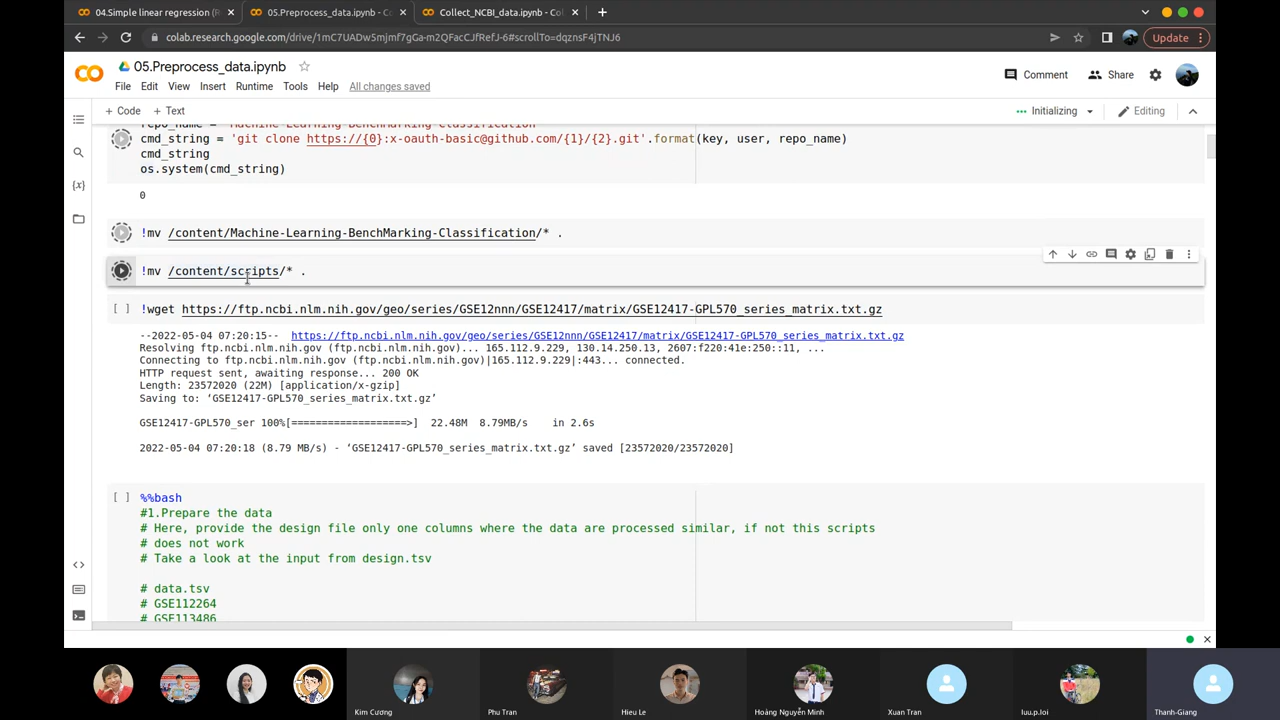 04.Simple linear regression (R
05.Preprocess_data.ipynb - Co
Collect_NCBI_data.ipynb - Col
colab.research.google.com/drive/1mC7UADw5mjmf7gGa-m2QFacCJfRefJ-6#scrollTo=dqznsF4jTNJ6
Update
05.Preprocess_data.ipynb
Comment
Share
File Edit View Insert Runtime Tools Help All changes saved
+ Code + Text
Initializing
Editing
repo_name = 'Machine-Learning-BenchMarking-Classification'
cmd_string = 'git clone https://{0}:x-oauth-basic@github.com/{1}/{2}.git'.format(key, user, repo_name)
cmd_string
os.system(cmd_string)
0
!mv /content/Machine-Learning-BenchMarking-Classification/* .
!mv /content/scripts/* .
[ ] !wget https://ftp.ncbi.nlm.nih.gov/geo/series/GSE12nnn/GSE12417/matrix/GSE12417-GPL570_series_matrix.txt.gz
--2022-05-04 07:20:15-- https://ftp.ncbi.nlm.nih.gov/geo/series/GSE12nnn/GSE12417/matrix/GSE12417-GPL570_series_matrix.txt.gz
Resolving ftp.ncbi.nlm.nih.gov (ftp.ncbi.nlm.nih.gov)... 165.112.9.229, 130.14.250.13, 2607:f220:41e:250::11, ...
Connecting to ftp.ncbi.nlm.nih.gov (ftp.ncbi.nlm.nih.gov)|165.112.9.229|:443... connected.
HTTP request sent, awaiting response... 200 OK
Length: 23572020 (22M) [application/x-gzip]
Saving to: ‘GSE12417-GPL570_series_matrix.txt.gz’
GSE12417-GPL570_ser 100%[===================>] 22.48M 8.79MB/s in 2.6s
2022-05-04 07:20:18 (8.79 MB/s) - ‘GSE12417-GPL570_series_matrix.txt.gz’ saved [23572020/23572020]
[ ] %%bash
#1.Prepare the data
# Here, provide the design file only one columns where the data are processed similar, if not this scripts
# does not work
# Take a look at the input from design.tsv
# data.tsv
# GSE112264
# GSE113486
Kim Cương
Phu Tran
Hieu Le
Hoàng Nguyễn Minh
Xuan Tran
luu.p.loi
Thanh-Giang